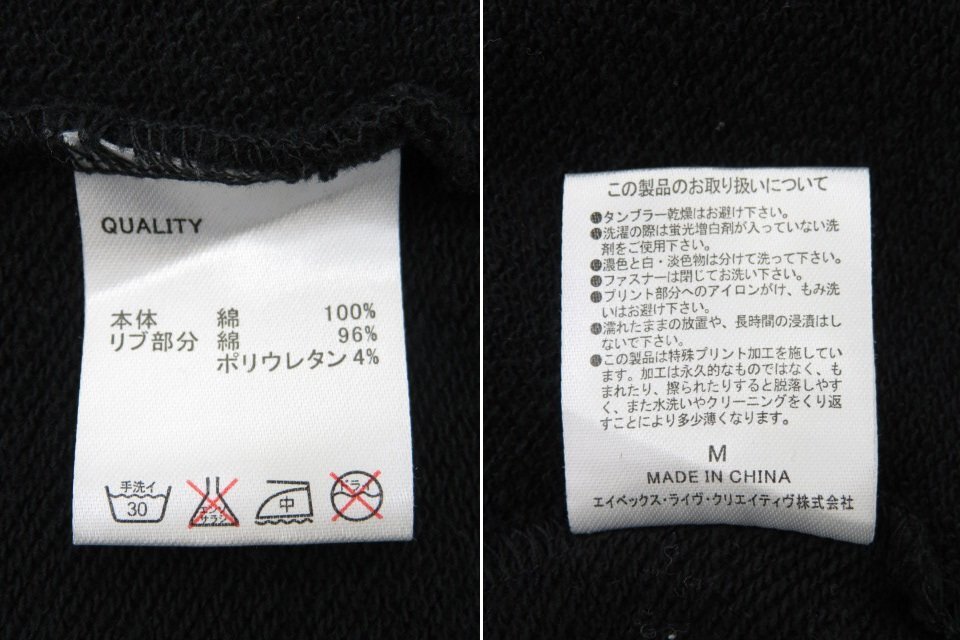 QUALITY
本体 綿 100%
リブ部分 綿 96%
ポリウレタン 4%
手洗イ
30
エンソ
サラシ
中
ドライ
この製品のお取り扱いについて
●タンブラー乾燥はお避け下さい。
●洗濯の際は蛍光増白剤が入っていない洗
剤をご使用下さい。
●濃色と白・淡色物は分けて洗って下さい。
●ファスナーは閉じてお洗い下さい。
●プリント部分へのアイロンがけ、もみ洗
いはお避け下さい。
●濡れたままの放置や、長時間の浸漬はし
ないで下さい。
●この製品は特殊プリント加工を施してい
ます。加工は永久的なものではなく、も
まれたり、擦られたりすると脱落しやす
く、また水洗いやクリーニングをくり返
すことにより多少薄くなります。
M
MADE IN CHINA
エイベックス・ライヴ・クリエイティヴ株式会社